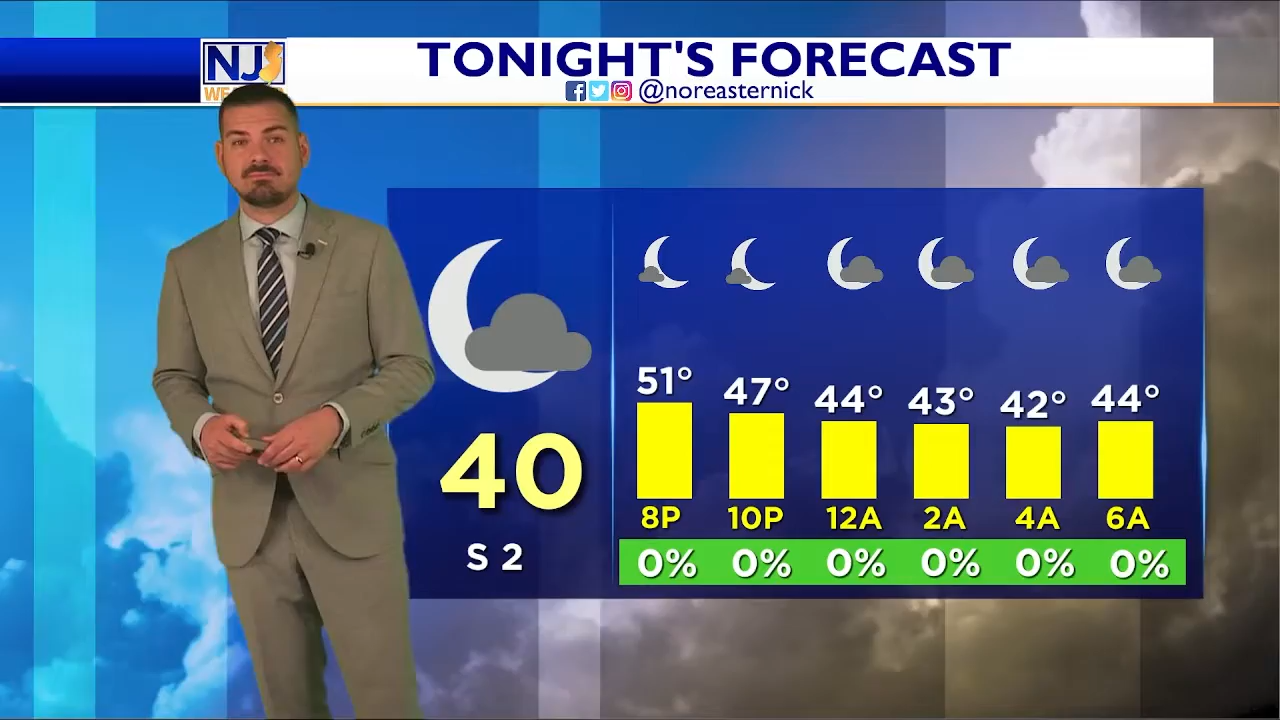 NJ
TONIGHT'S FORECAST
@noreasternick
51° 47° 44° 43° 42° 44°
40
8P 10P 12A 2A 4A 6A
S 2
0% 0% 0% 0% 0% 0%